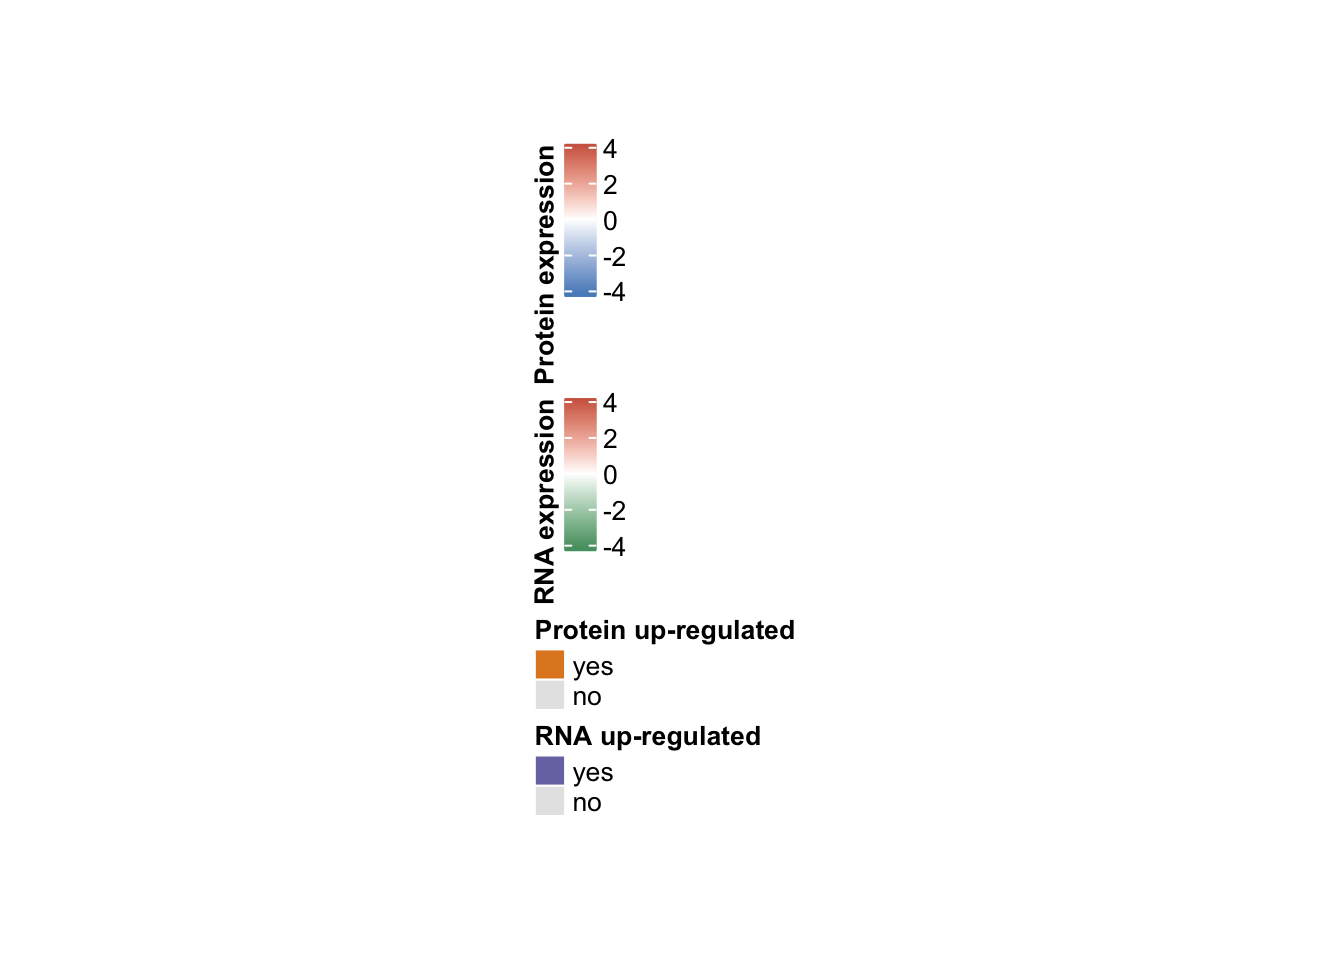 Protein expression
4
2
0
-2
-4
RNA expression
4
2
0
-2
-4
Protein up-regulated
yes
no
RNA up-regulated
yes
no